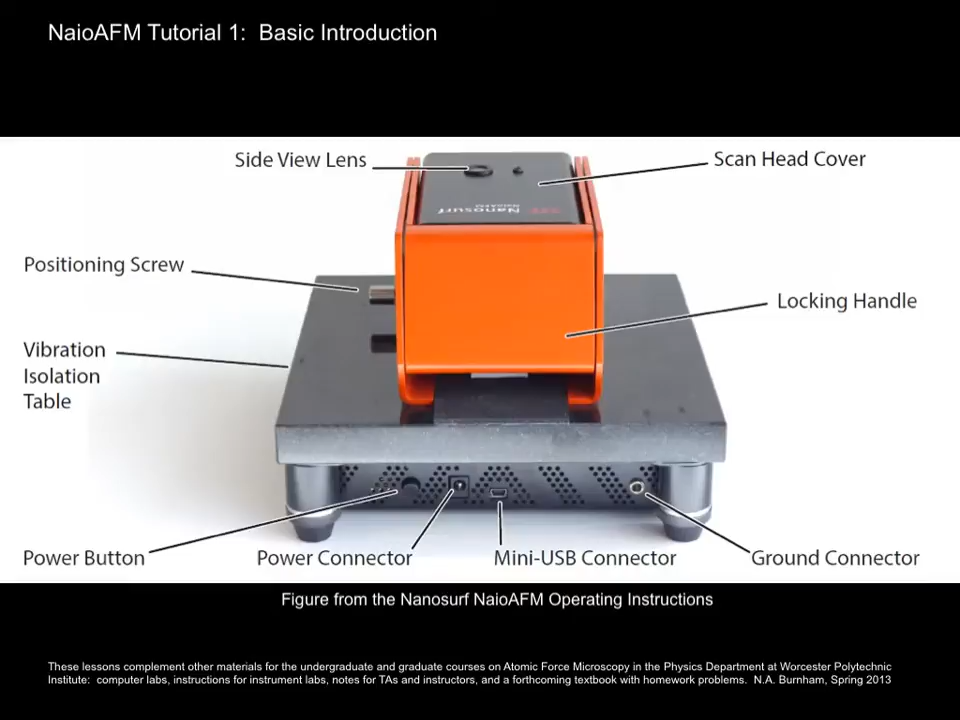 NaioAFM Tutorial 1:  Basic Introduction
Side View Lens
Scan Head Cover
Nanosurf
NaioAFM
Positioning Screw
Locking Handle
Vibration
Isolation
Table
Power Button
Power Connector
Mini-USB Connector
Ground Connector
Figure from the Nanosurf NaioAFM Operating Instructions
These lessons complement other materials for the undergraduate and graduate courses on Atomic Force Microscopy in the Physics Department at Worcester Polytechnic
Institute:  computer labs, instructions for instrument labs, notes for TAs and instructors, and a forthcoming textbook with homework problems.  N.A. Burnham, Spring 2013